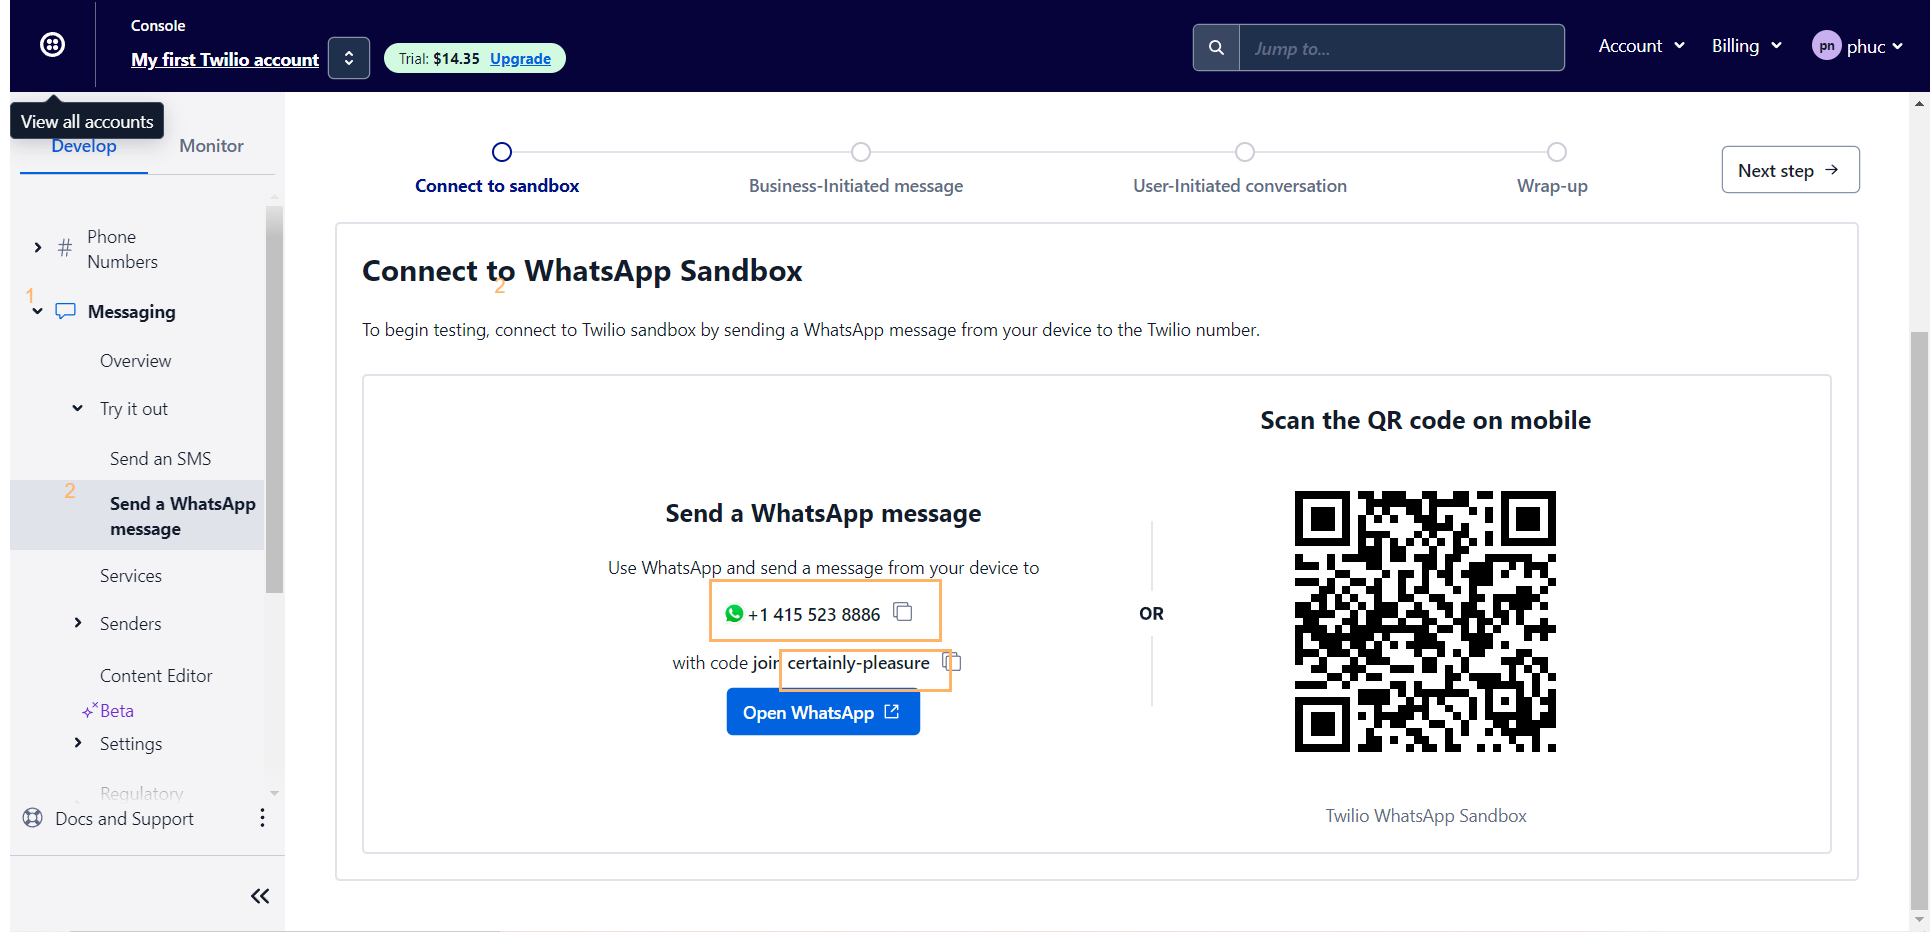 Console
My first Twilio account
Trial: $14.35 Upgrade
Jump to...
Account
Billing
pn phuc
View all accounts
Develop
Monitor
Phone
Numbers
1
Messaging
Overview
Try it out
Send an SMS
2
Send a WhatsApp
message
Services
Senders
Content Editor
Beta
Settings
Regulatory
Docs and Support
Connect to sandbox
Business-Initiated message
User-Initiated conversation
Wrap-up
Next step
Connect to WhatsApp Sandbox
2
To begin testing, connect to Twilio sandbox by sending a WhatsApp message from your device to the Twilio number.
Send a WhatsApp message
Use WhatsApp and send a message from your device to
+1 415 523 8886
with code join certainly-pleasure
Open WhatsApp
OR
Scan the QR code on mobile
Twilio WhatsApp Sandbox